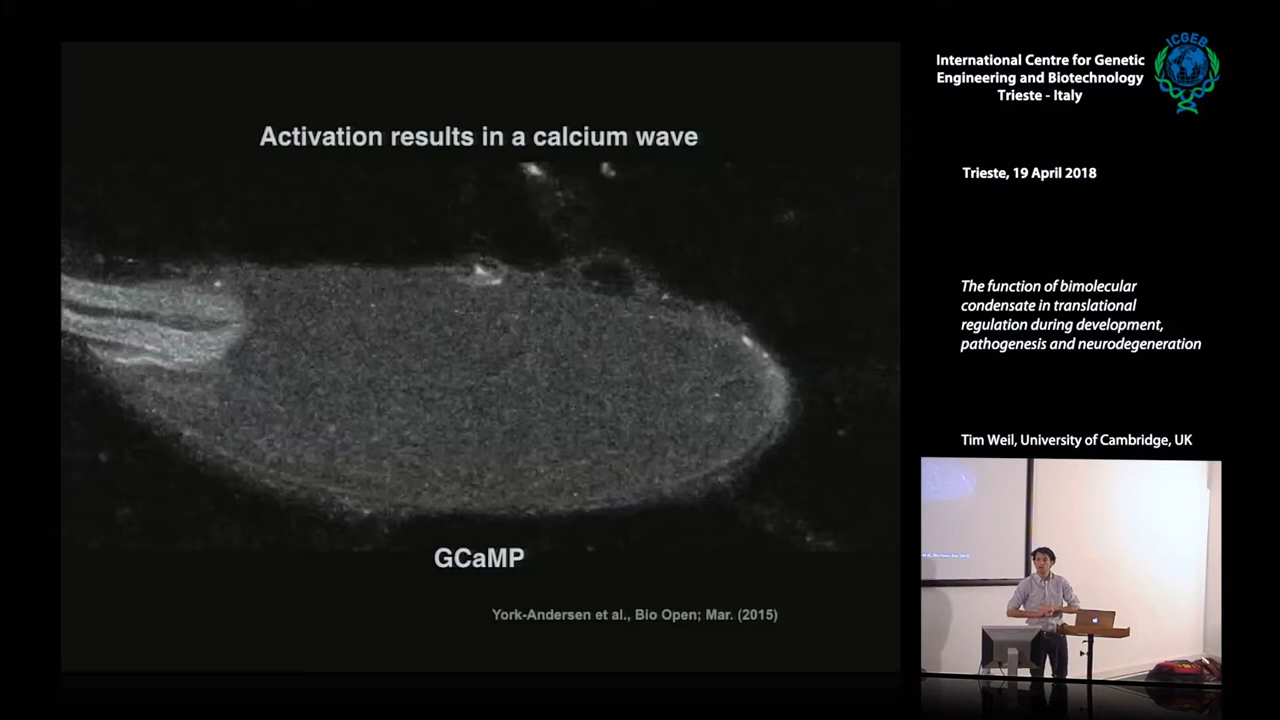 Activation results in a calcium wave
GCaMP
York-Andersen et al., Bio Open; Mar. (2015)
International Centre for Genetic
Engineering and Biotechnology
Trieste - Italy
ICGEB
Trieste, 19 April 2018
The function of bimolecular
condensate in translational
regulation during development,
pathogenesis and neurodegeneration
Tim Weil, University of Cambridge, UK